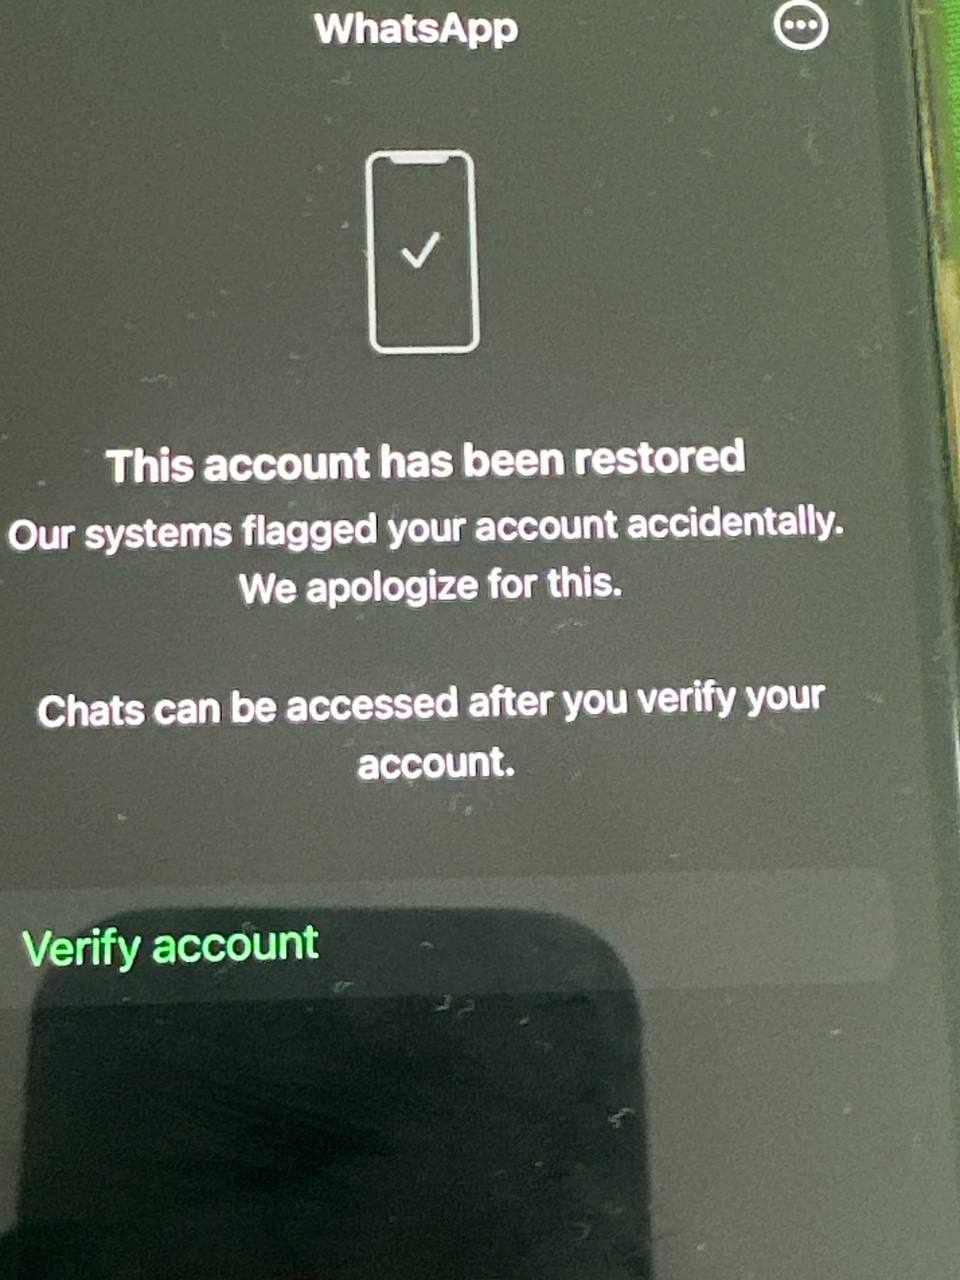 WhatsApp
This account has been restored
Our systems flagged your account accidentally.
We apologize for this.
Chats can be accessed after you verify your
account.
Verify account